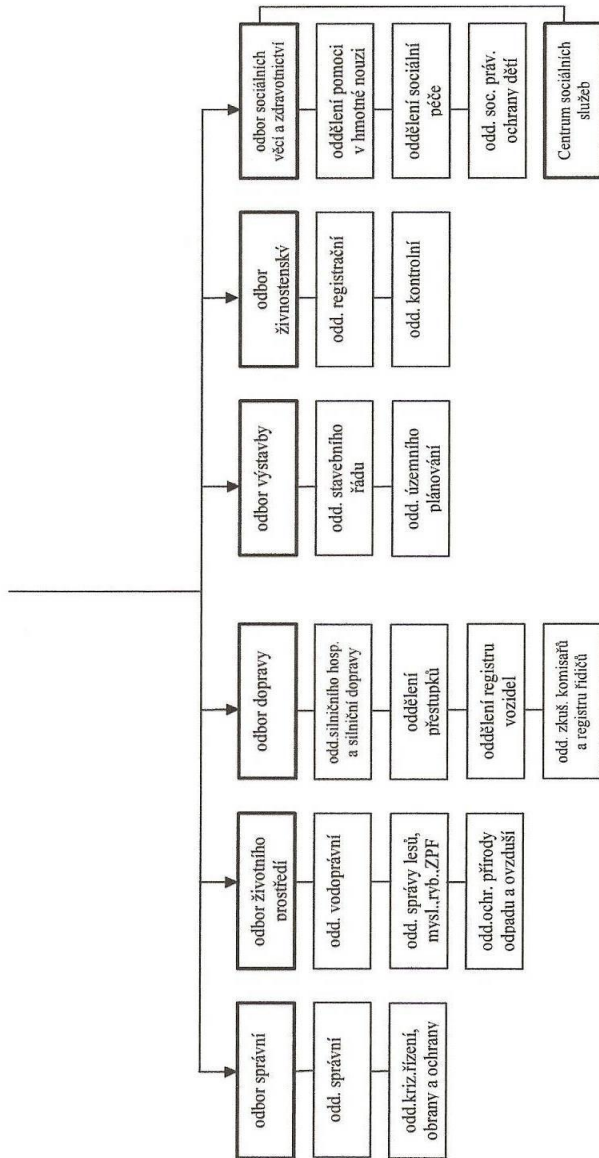 odbor správní
odd. správní
odd.kriz.řízení,
obrany a ochrany
odbor životního
prostředí
odd. vodoprávní
odd. správy lesů,
mysl.,ryb.,ZPF
odd.ochr. přírody
odpadu a ovzduší
odbor dopravy
odd.silničního hosp.
a silniční dopravy
oddělení
přestupků
oddělení registru
vozidel
odd. zkuš. komisařů
a registru řidičů
odbor výstavby
odd. stavebního
řádu
odd. územního
plánování
odbor
živnostenský
odd. registrační
odd. kontrolní
odbor sociálních
věcí a zdravotnictví
oddělení pomoci
v hmotné nouzi
oddělení sociální
péče
odd. soc. práv.
ochrany dětí
Centrum sociálních
služeb